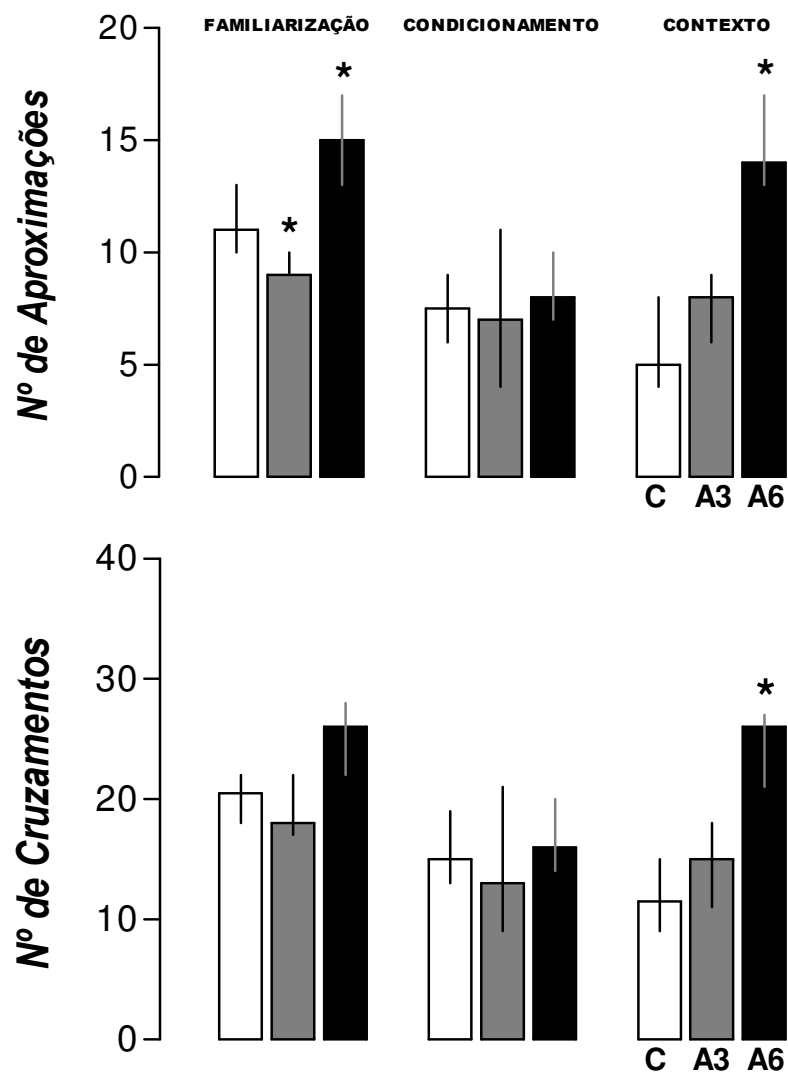 FAMILIARIZAÇÃO CONDICIONAMENTO CONTEXTO
20
15
10
5
0
Nº de Aproximações
* * *
C A3 A6
40
30
20
10
0
Nº de Cruzamentos
*
C A3 A6